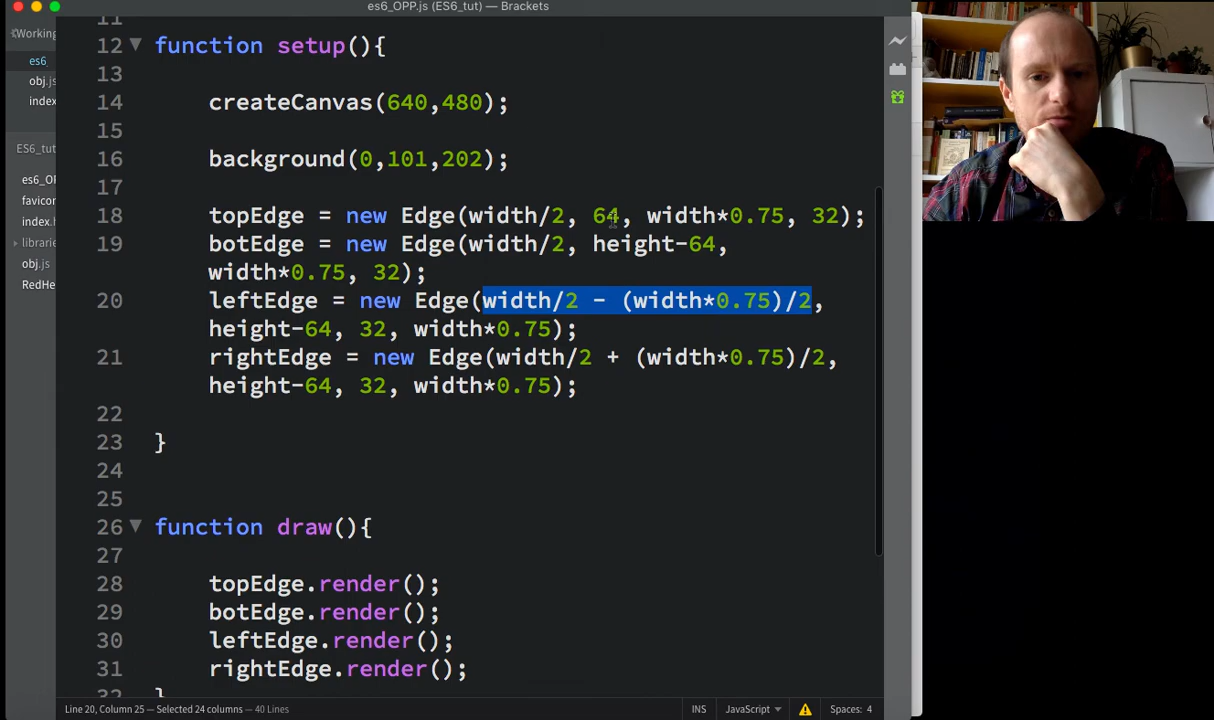 es6_OPP.js (ES6_tut) — Brackets
Working
es6_
obj.js
index
ES6_tut
es6_OP
favicon
index.h
librarie
obj.js
RedHe
11
12 function setup(){
13
14 createCanvas(640,480);
15
16 background(0,101,202);
17
18 topEdge = new Edge(width/2, 64, width*0.75, 32);
19 botEdge = new Edge(width/2, height-64,
width*0.75, 32);
20 leftEdge = new Edge(width/2 - (width*0.75)/2,
height-64, 32, width*0.75);
21 rightEdge = new Edge(width/2 + (width*0.75)/2,
height-64, 32, width*0.75);
22
23 }
24
25
26 function draw(){
27
28 topEdge.render();
29 botEdge.render();
30 leftEdge.render();
31 rightEdge.render();
32 }
Line 20, Column 25 — Selected 24 columns — 40 Lines
INS
JavaScript
Spaces: 4